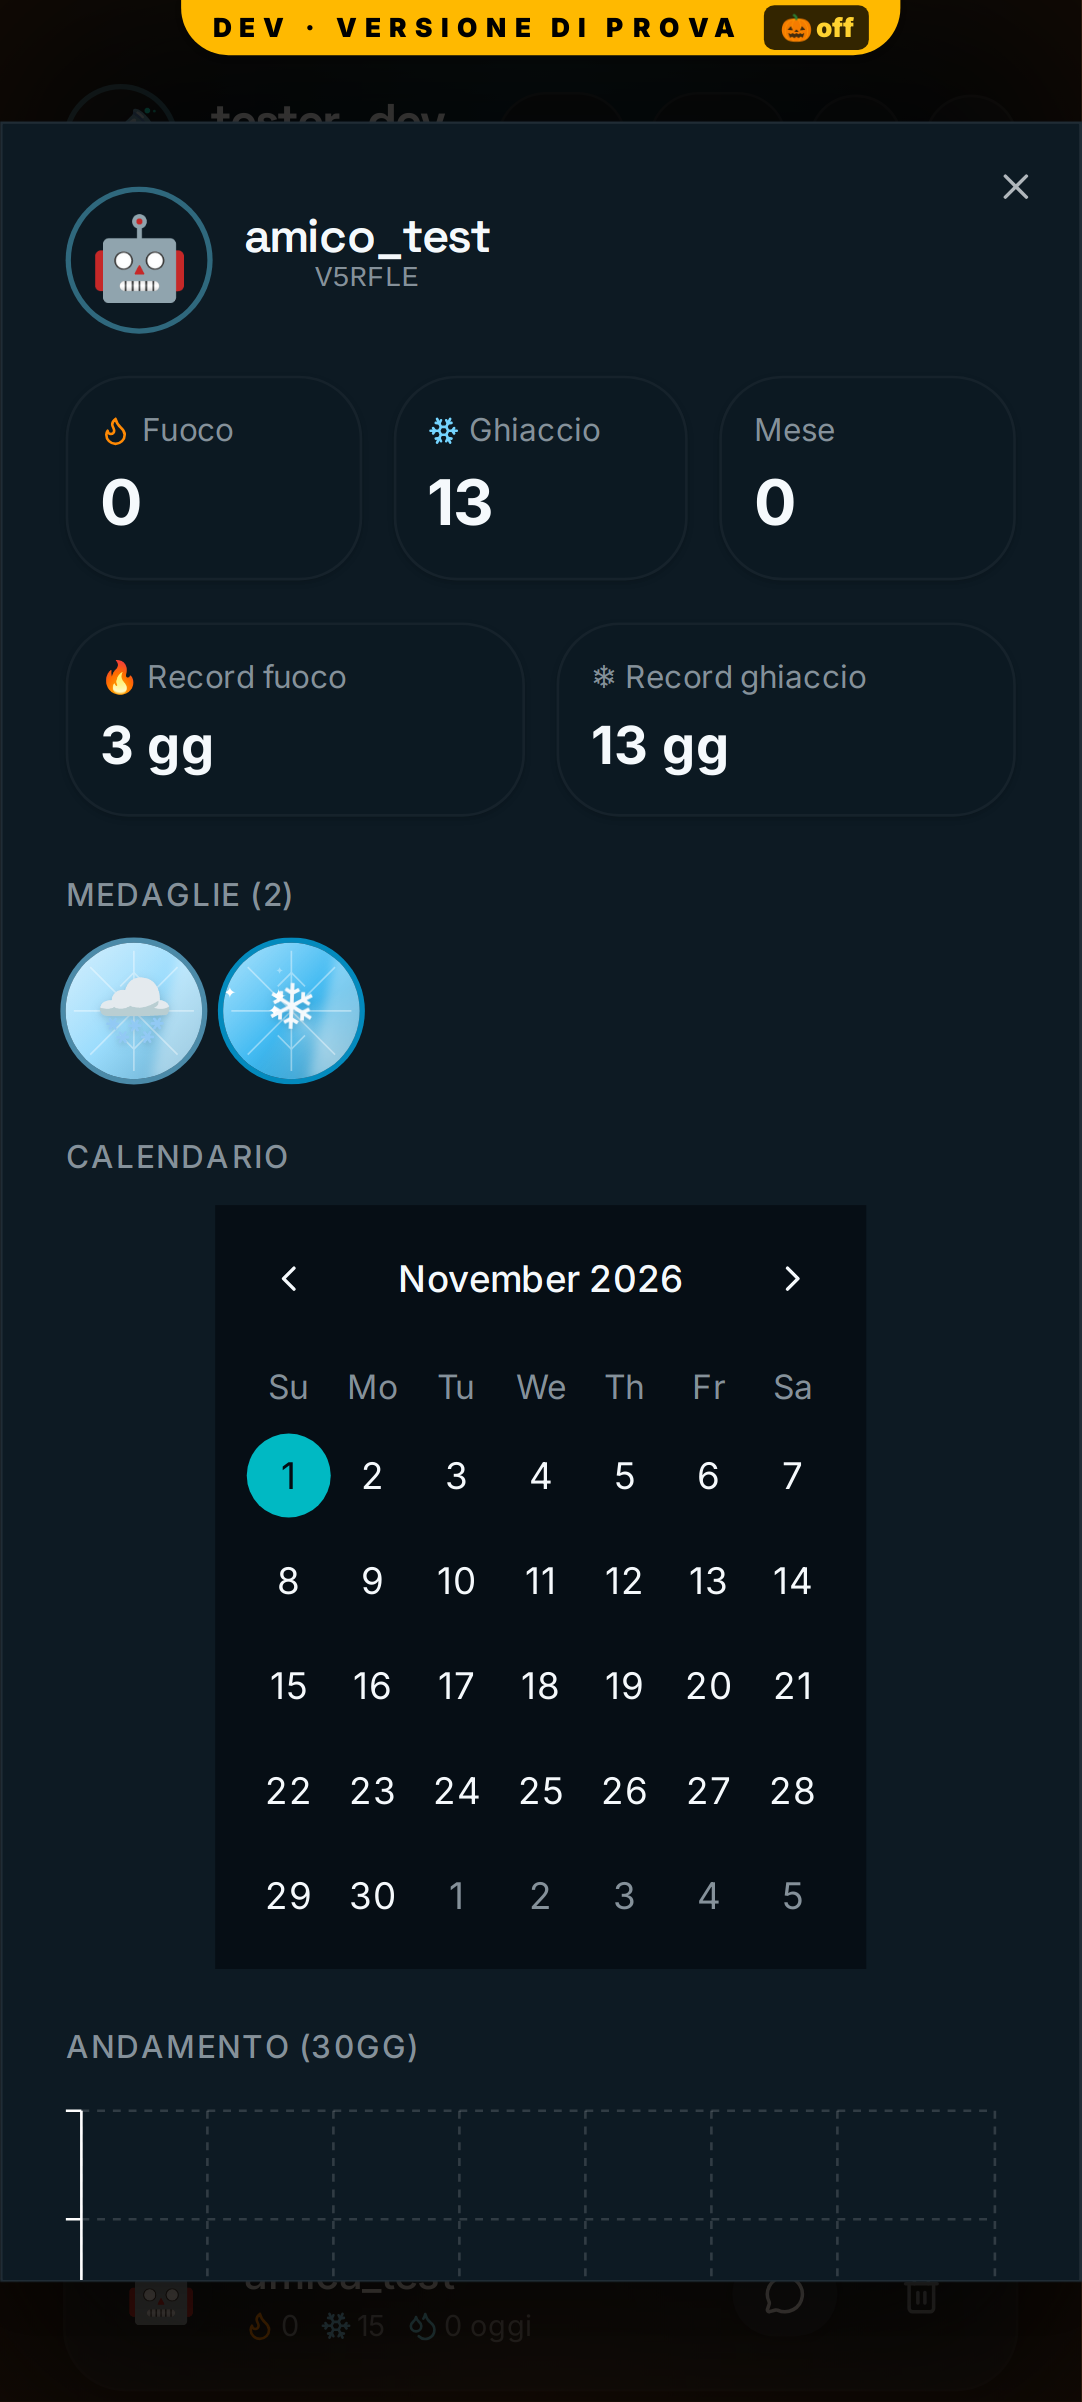 DEV · VERSIONE DI PROVA 🎃off
tester_dev
amico_test
V5RFLE
Fuoco
Ghiaccio
Mese
0
13
0
🔥 Record fuoco
❄ Record ghiaccio
3 gg
13 gg
MEDAGLIE (2)
CALENDARIO
November 2026
Su Mo Tu We Th Fr Sa
1 2 3 4 5 6 7
8 9 10 11 12 13 14
15 16 17 18 19 20 21
22 23 24 25 26 27 28
29 30 1 2 3 4 5
ANDAMENTO (30GG)
0 15 0 oggi